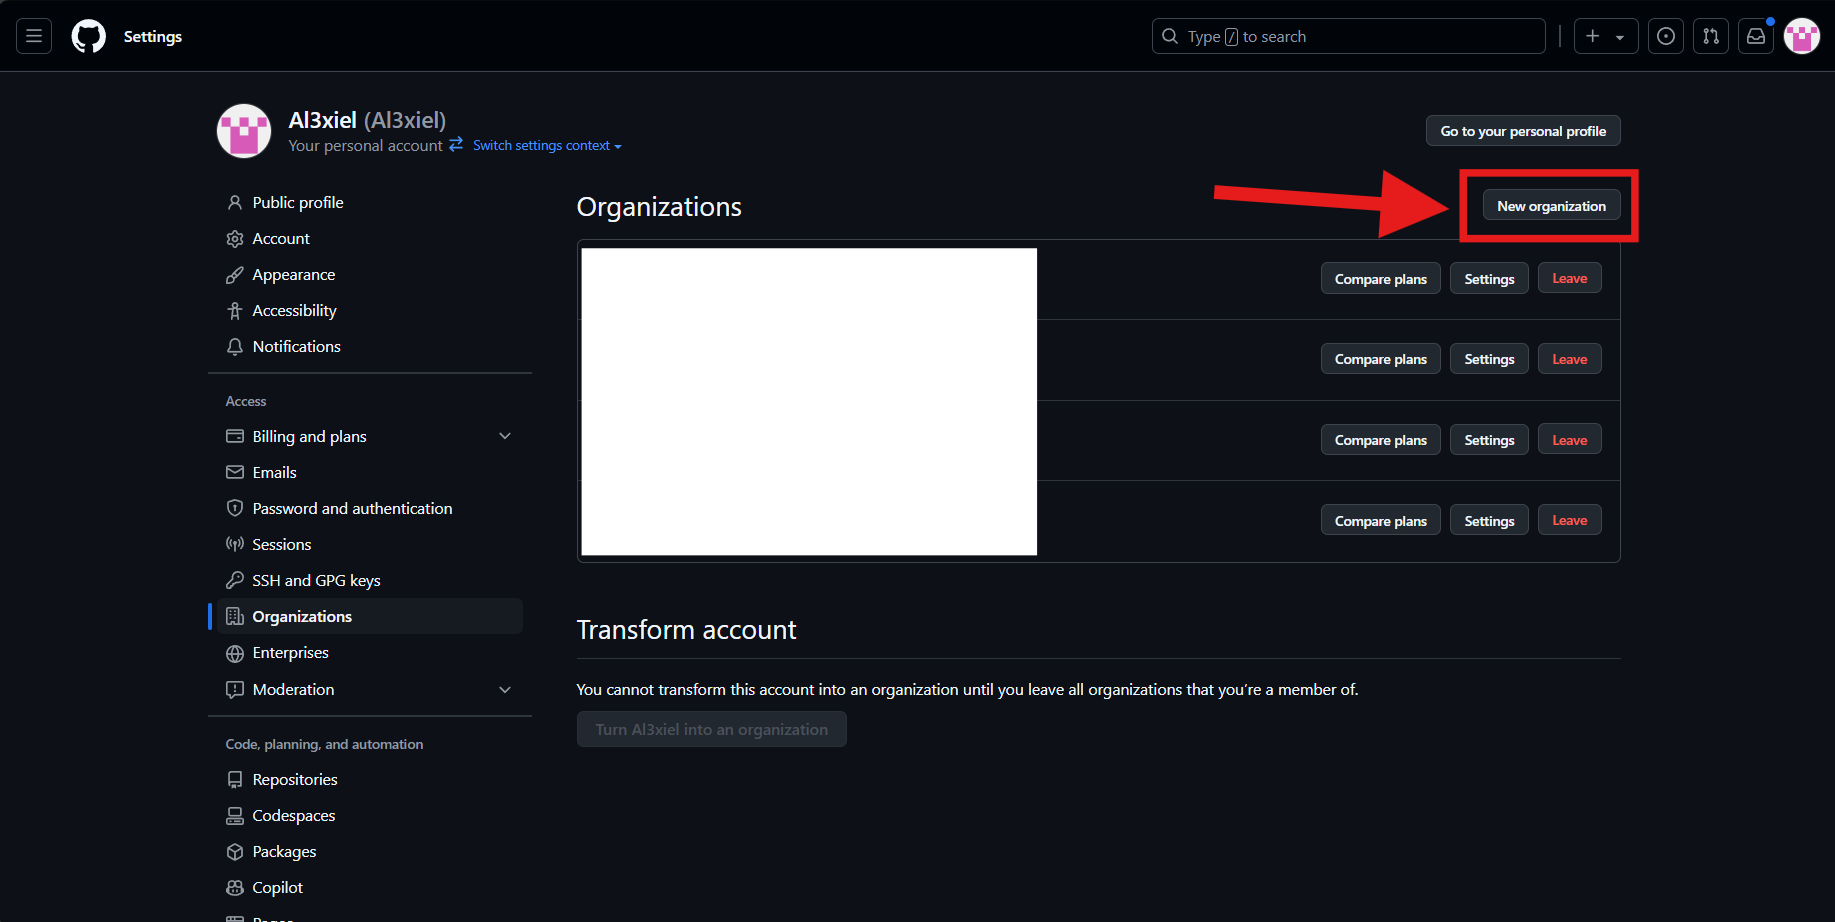 Settings
Type / to search
Al3xiel (Al3xiel)
Your personal account Switch settings context
Go to your personal profile
Public profile
Account
Appearance
Accessibility
Notifications
Access
Billing and plans
Emails
Password and authentication
Sessions
SSH and GPG keys
Organizations
Enterprises
Moderation
Code, planning, and automation
Repositories
Codespaces
Packages
Copilot
Organizations
New organization
Compare plans Settings Leave
Compare plans Settings Leave
Compare plans Settings Leave
Compare plans Settings Leave
Transform account
You cannot transform this account into an organization until you leave all organizations that you're a member of.
Turn Al3xiel into an organization